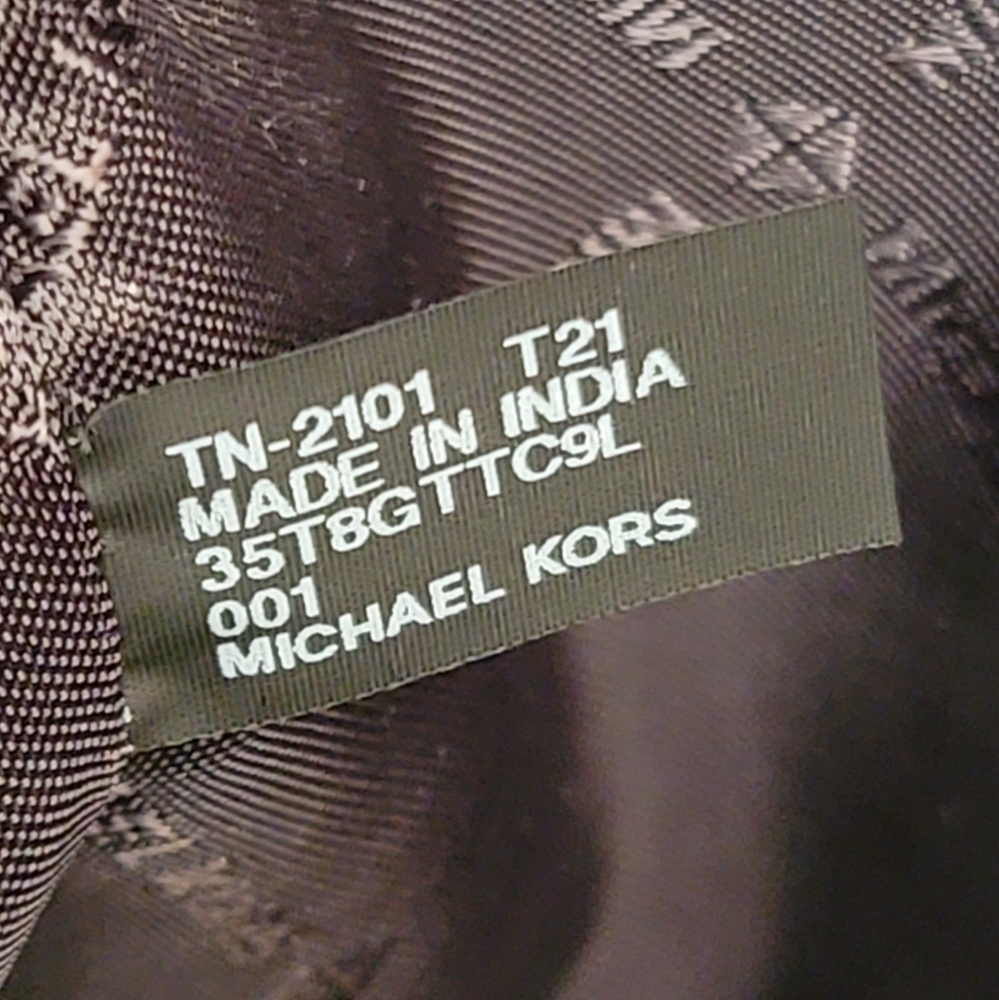 TN-2101 T21
MADE IN INDIA
35T8GTTC9L
001
MICHAEL KORS